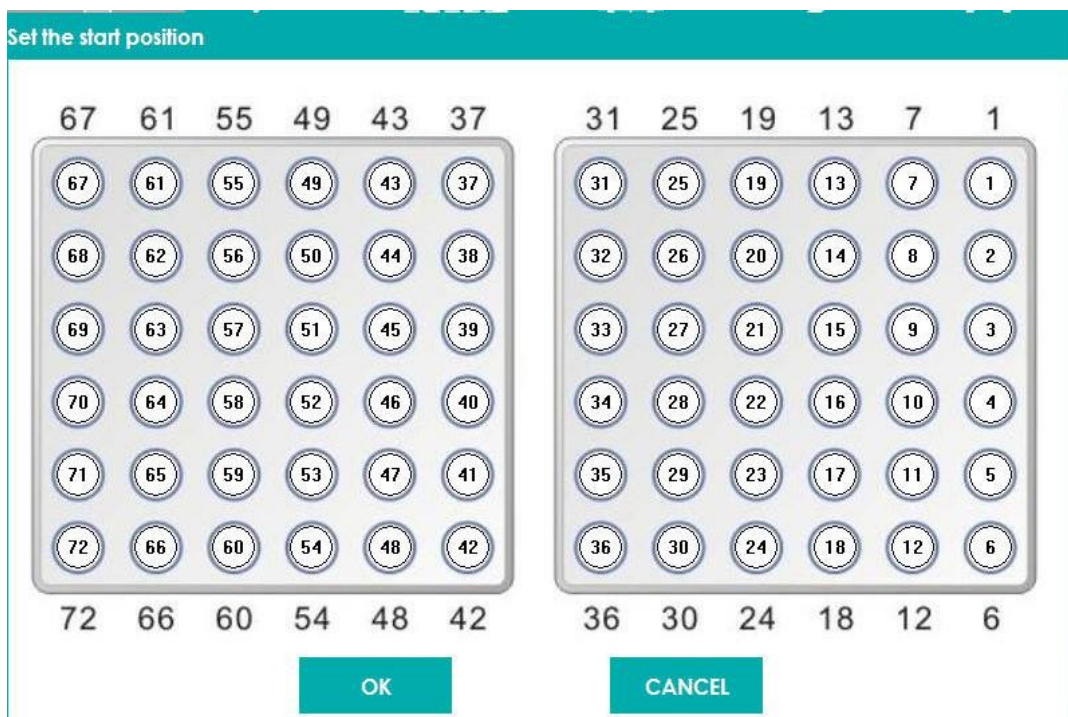 Set the start position
67 61 55 49 43 37 31 25 19 13 7 1
67 61 55 49 43 37 31 25 19 13 7 1
68 62 56 50 44 38 32 26 20 14 8 2
69 63 57 51 45 39 33 27 21 15 9 3
70 64 58 52 46 40 34 28 22 16 10 4
71 65 59 53 47 41 35 29 23 17 11 5
72 66 60 54 48 42 36 30 24 18 12 6
72 66 60 54 48 42 36 30 24 18 12 6
OK CANCEL